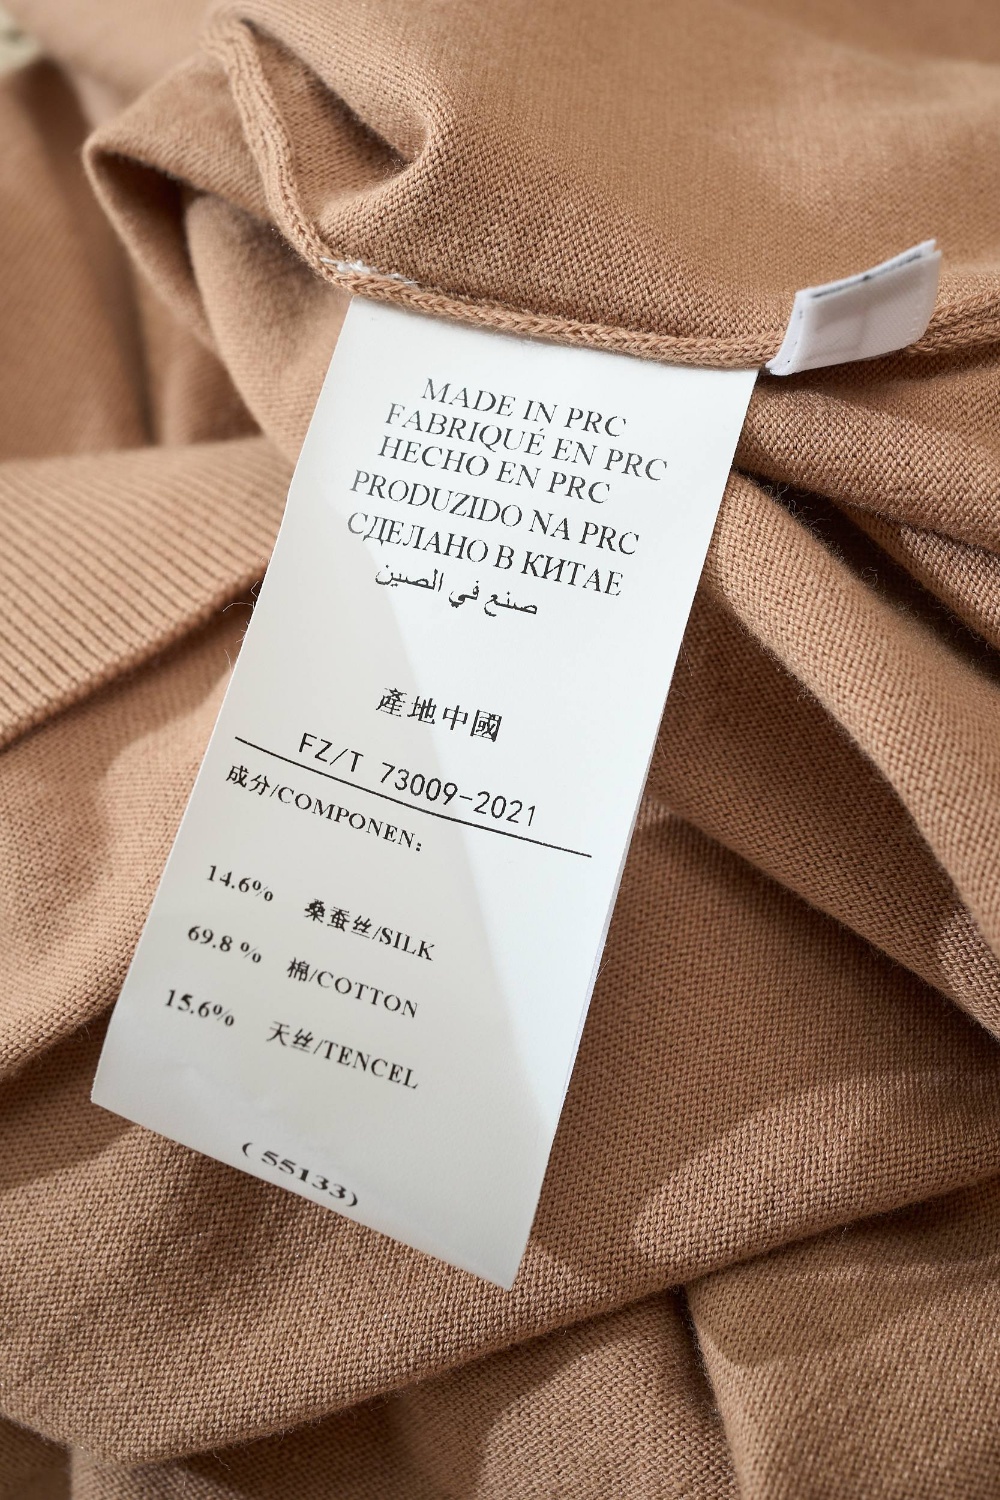 MADE IN PRC
FABRIQUÉ EN PRC
HECHO EN PRC
PRODUZIDO NA PRC
СДЕЛАНО В КИТАЕ
صنع في الصين
產地中國
FZ/T 73009-2021
成分/COMPONEN:
14.6% 桑蚕丝/SILK
69.8 % 棉/COTTON
15.6% 天丝/TENCEL
( 55133)